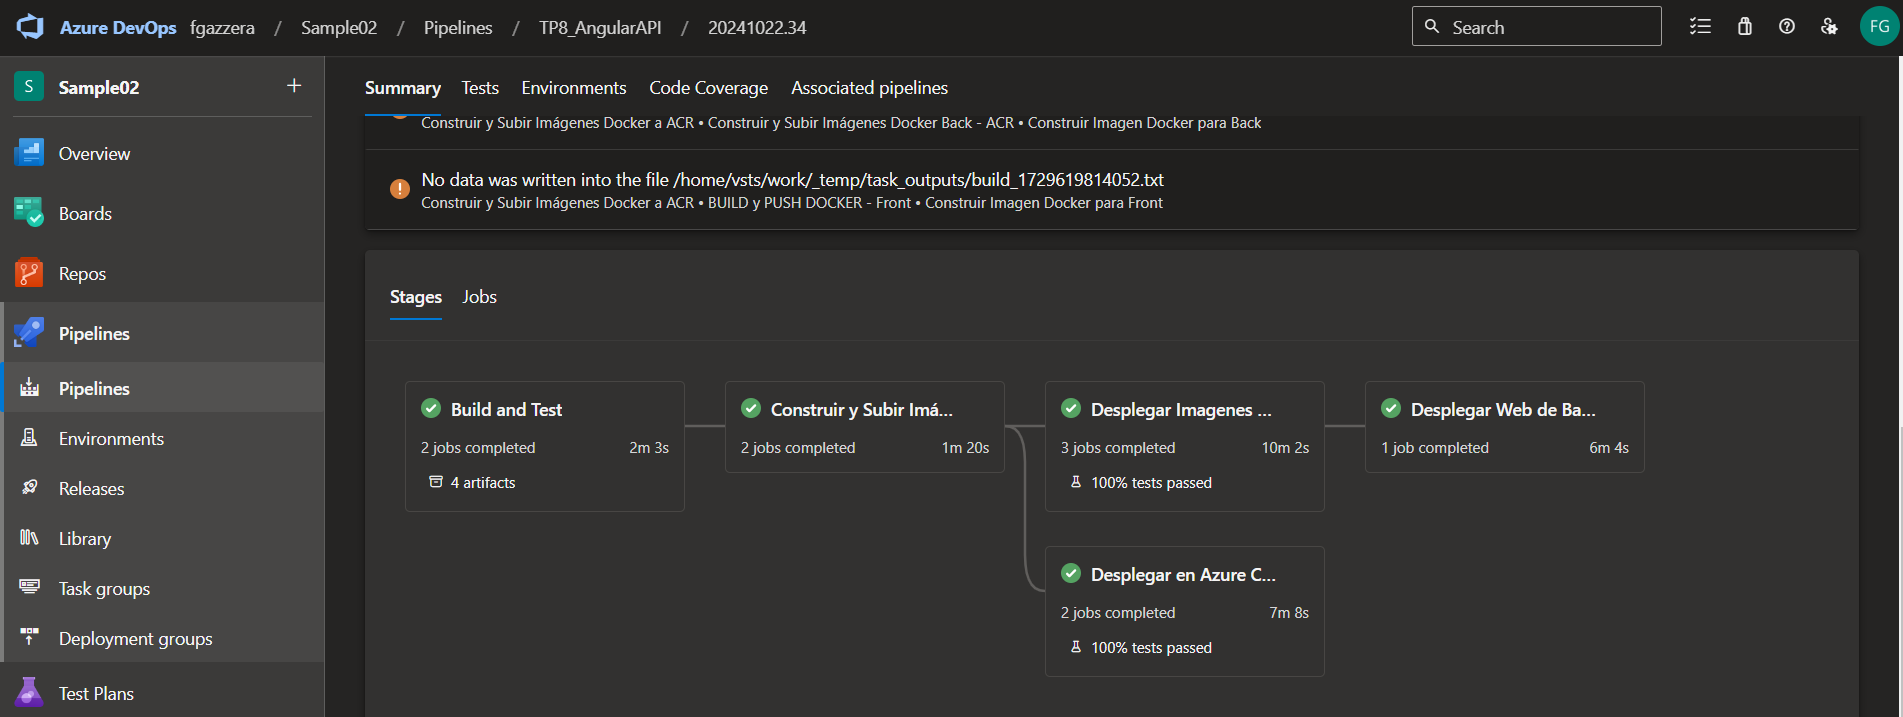 Azure DevOps fgazzera / Sample02 / Pipelines / TP8_AngularAPI / 20241022.34
Search
FG
S Sample02 +
Overview
Boards
Repos
Pipelines
Pipelines
Environments
Releases
Library
Task groups
Deployment groups
Test Plans
Summary Tests Environments Code Coverage Associated pipelines
Construir y Subir Imágenes Docker a ACR • Construir y Subir Imágenes Docker Back - ACR • Construir Imagen Docker para Back
No data was written into the file /home/vsts/work/_temp/task_outputs/build_1729619814052.txt
Construir y Subir Imágenes Docker a ACR • BUILD y PUSH DOCKER - Front • Construir Imagen Docker para Front
Stages Jobs
Build and Test
2 jobs completed 2m 3s
4 artifacts
Construir y Subir Imá...
2 jobs completed 1m 20s
Desplegar Imagenes ...
3 jobs completed 10m 2s
100% tests passed
Desplegar Web de Ba...
1 job completed 6m 4s
Desplegar en Azure C...
2 jobs completed 7m 8s
100% tests passed